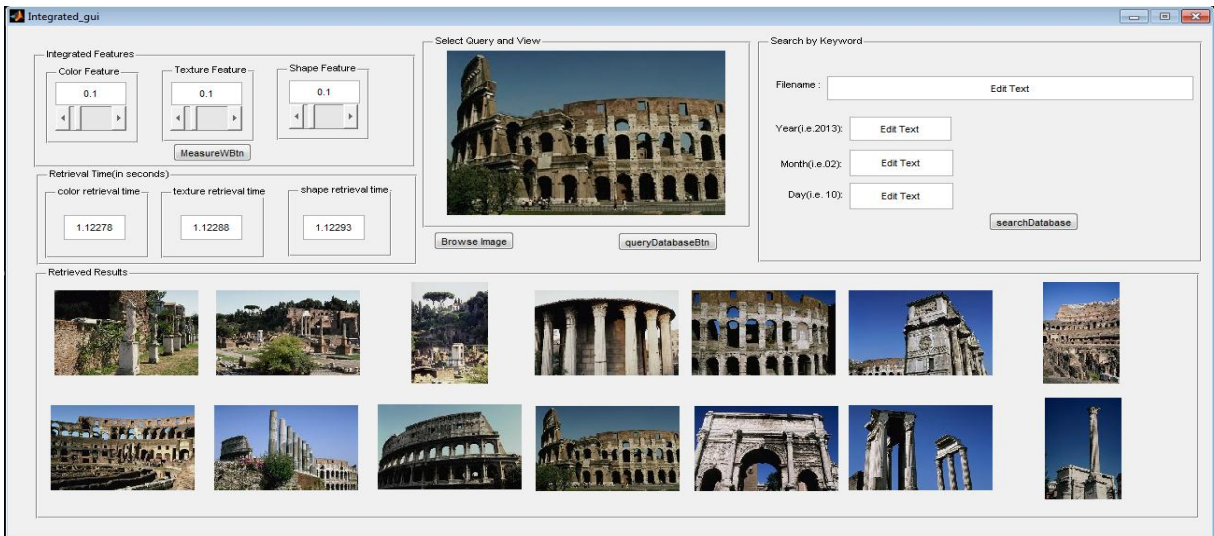 Integrated_gui
Integrated Features
Color Feature
Texture Feature
Shape Feature
0.1
0.1
0.1
MeasureWBtn
Retrieval Time(in seconds)
color retrieval time
texture retrieval time
shape retrieval time
1.12278
1.12288
1.12293
Select Query and View
Browse Image
queryDatabaseBtn
Search by Keyword
Filename :
Edit Text
Year(i.e.2013):
Edit Text
Month(i.e.02):
Edit Text
Day(i.e. 10):
Edit Text
searchDatabase
Retrieved Results